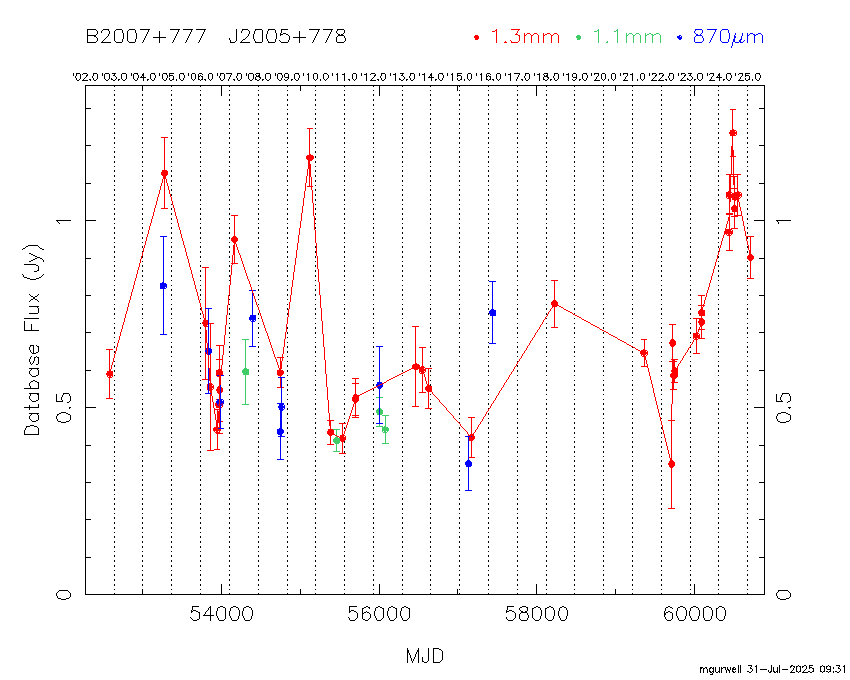 B2007+777 J2005+778 1.3mm 1.1mm 870μm
'02.0 '03.0 '04.0 '05.0 '06.0 '07.0 '08.0 '09.0 '10.0 '11.0 '12.0 '13.0 '14.0 '15.0 '16.0 '17.0 '18.0 '19.0 '20.0 '21.0 '22.0 '23.0 '24.0 '25.0
1 1
Database Flux (Jy)
0.5 0.5
0 0
54000 56000 58000 60000
MJD
mgurwell 31-Jul-2025 09:31